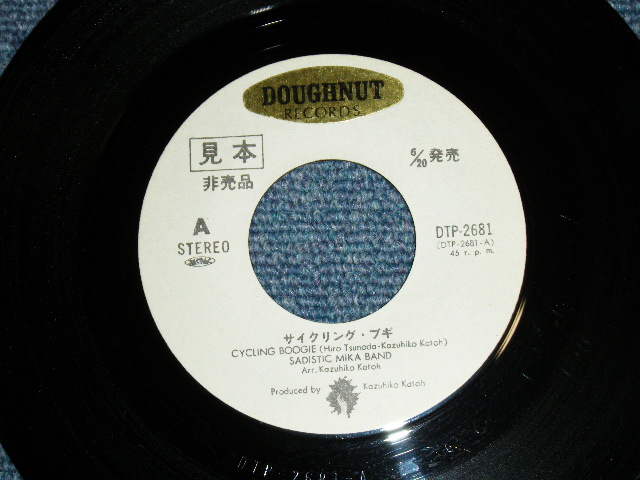 DOUGHNUT
RECORDS
見本
非売品
6/20 発売
A
STEREO
DTP-2681
(DTP-2681-A)
45 r. p. m.
サイクリング・ブギ
CYCLING BOOGIE (Hiro Tsunoda-Kazuhiko Katoh)
SADISTIC MIKA BAND
Arr. Kazuhiko Katoh
Produced by Kazuhiko Katoh
DTP-2681-A